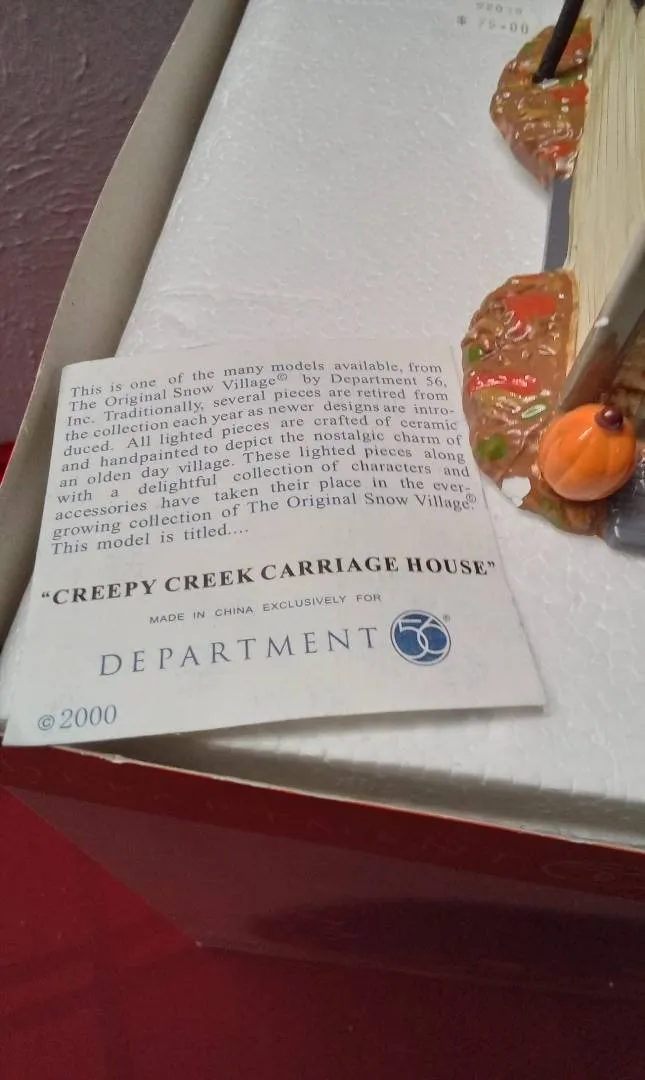 $ 75.00
This is one of the many models available, from
The Original Snow Village© by Department 56,
Inc. Traditionally, several pieces are retired from
the collection each year as newer designs are intro-
duced. All lighted pieces are crafted of ceramic
and handpainted to depict the nostalgic charm of
an olden day village. These lighted pieces along
with a delightful collection of characters and
accessories have taken their place in the ever-
growing collection of The Original Snow Village®.
This model is titled....
“CREEPY CREEK CARRIAGE HOUSE”
MADE IN CHINA EXCLUSIVELY FOR
DEPARTMENT 56®
© 2000